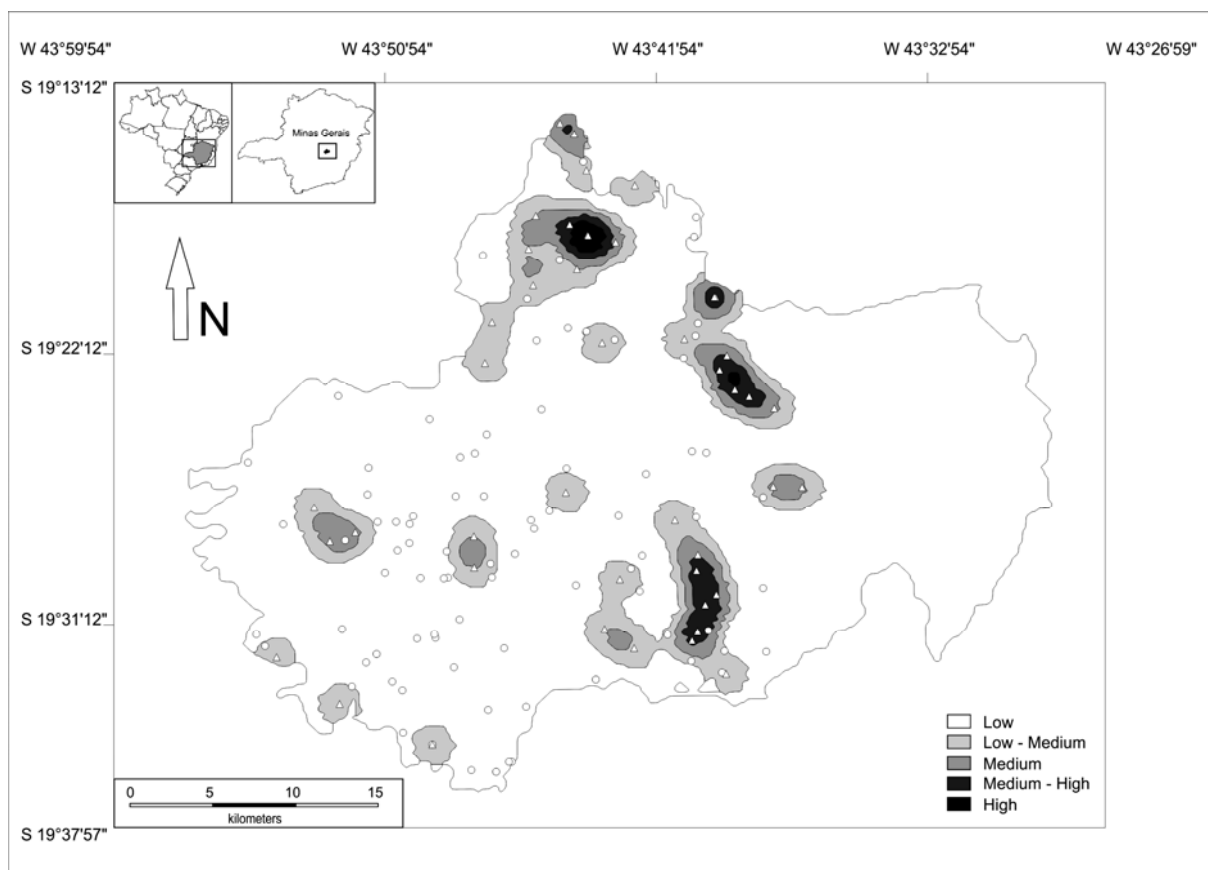 W 43°59'54"
W 43°50'54"
W 43°41'54"
W 43°32'54"
W 43°26'59"
S 19°13'12"
Minas Gerais
N
S 19°22'12"
S 19°31'12"
Low
Low - Medium
Medium
Medium - High
High
0 5 10 15
kilometers
S 19°37'57"